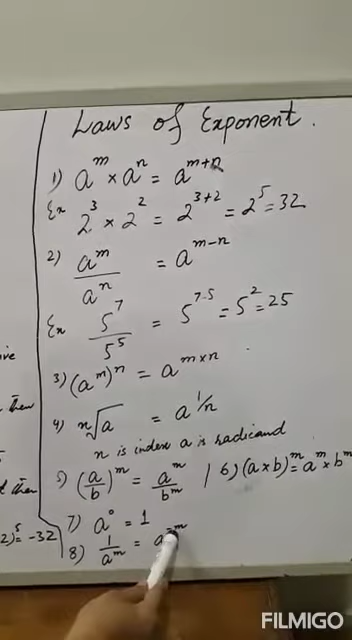 Laws of Exponent.
1) a^m × a^n = a^{m+n}
Ex 2^3 × 2^2 = 2^{3+2} = 2^5 = 32
2) a^m / a^n = a^{m-n}
Ex 5^7 / 5^5 = 5^{7-5} = 5^2 = 25
3) (a^m)^n = a^{m×n}
4) ⁿ√a = a^{1/n}
n is index a is radicand
5) (a/b)^m = a^m / b^m | 6) (a×b)^m = a^m × b^m
7) a^0 = 1
8) 1/a^m = a^{-m}
then
2)^5 = -32
FILMIGO